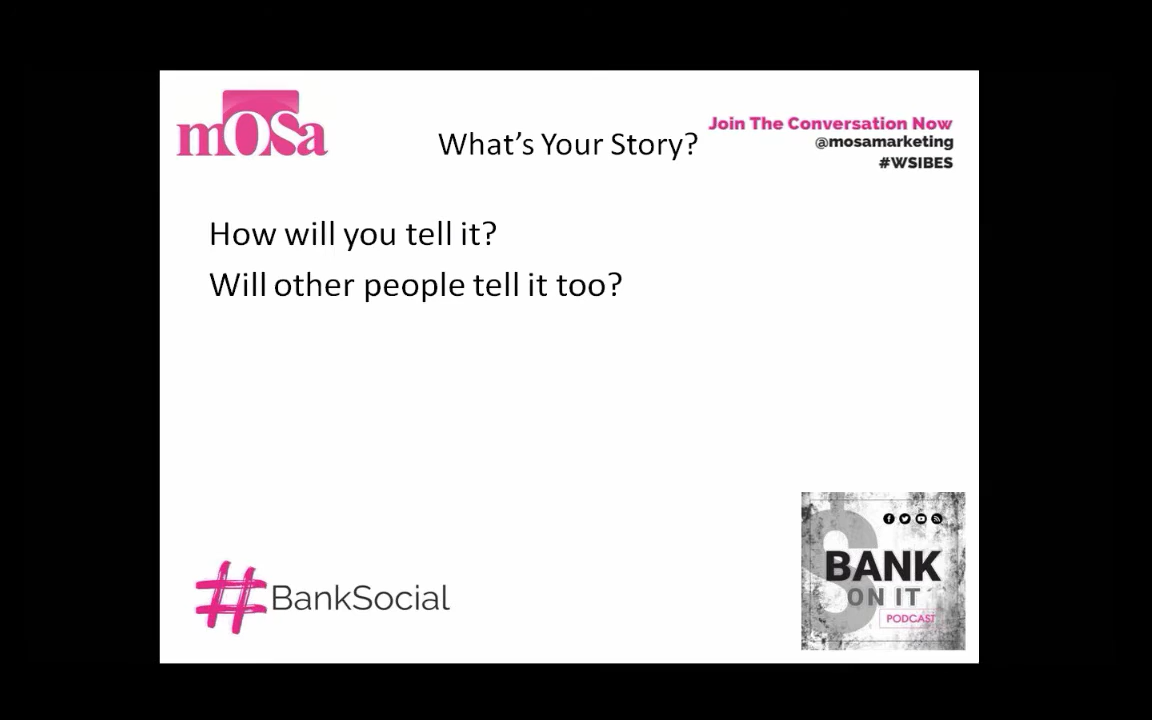 mOSa
What's Your Story?
Join The Conversation Now
@mosamarketing
#WSIBES
How will you tell it?
Will other people tell it too?
#BankSocial
$
BANK
ON IT
PODCAST